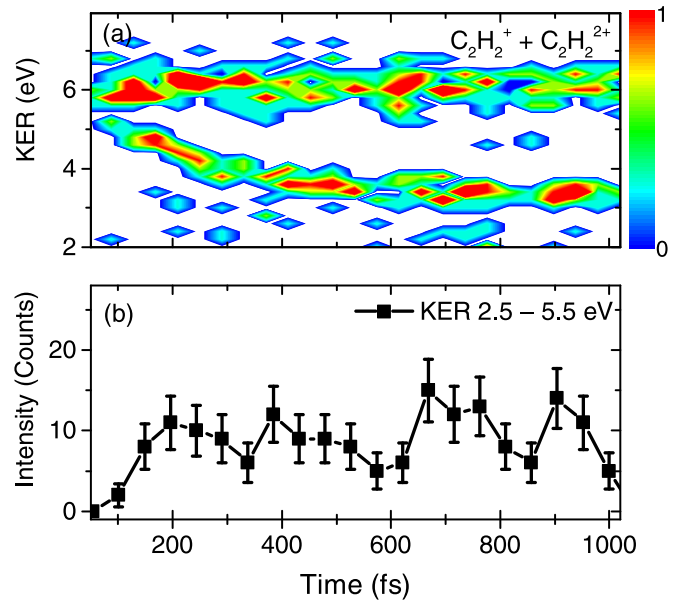 (a)
C₂H₂⁺ + C₂H₂²⁺
1
0
KER (eV)
6
4
2
(b)
KER 2.5 – 5.5 eV
Intensity (Counts)
20
10
0
200 400 600 800 1000
Time (fs)